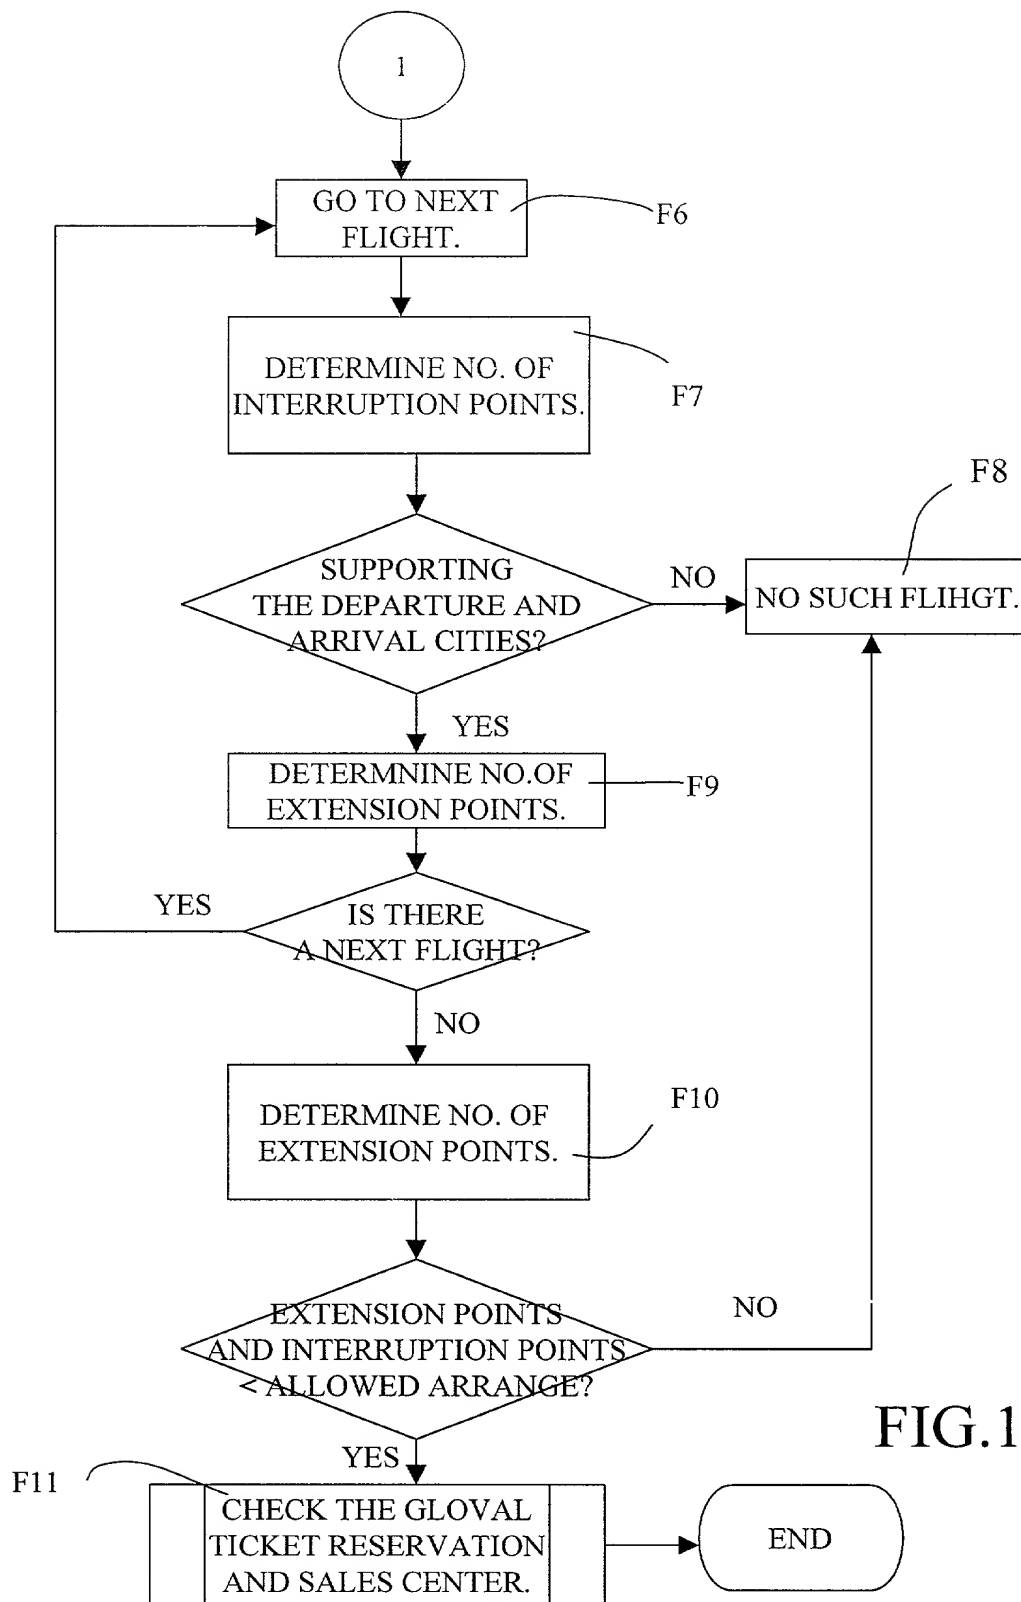 1
GO TO NEXT
FLIGHT.
F6
DETERMINE NO. OF
INTERRUPTION POINTS.
F7
F8
SUPPORTING
THE DEPARTURE AND
ARRIVAL CITIES?
NO
NO SUCH FLIHGT.
YES
DETERMNINE NO.OF
EXTENSION POINTS.
F9
YES
IS THERE
A NEXT FLIGHT?
NO
DETERMINE NO. OF
EXTENSION POINTS.
F10
EXTENSION POINTS
AND INTERRUPTION POINTS
< ALLOWED ARRANGE?
NO
FIG.1
YES
F11
CHECK THE GLOVAL
TICKET RESERVATION
AND SALES CENTER.
END